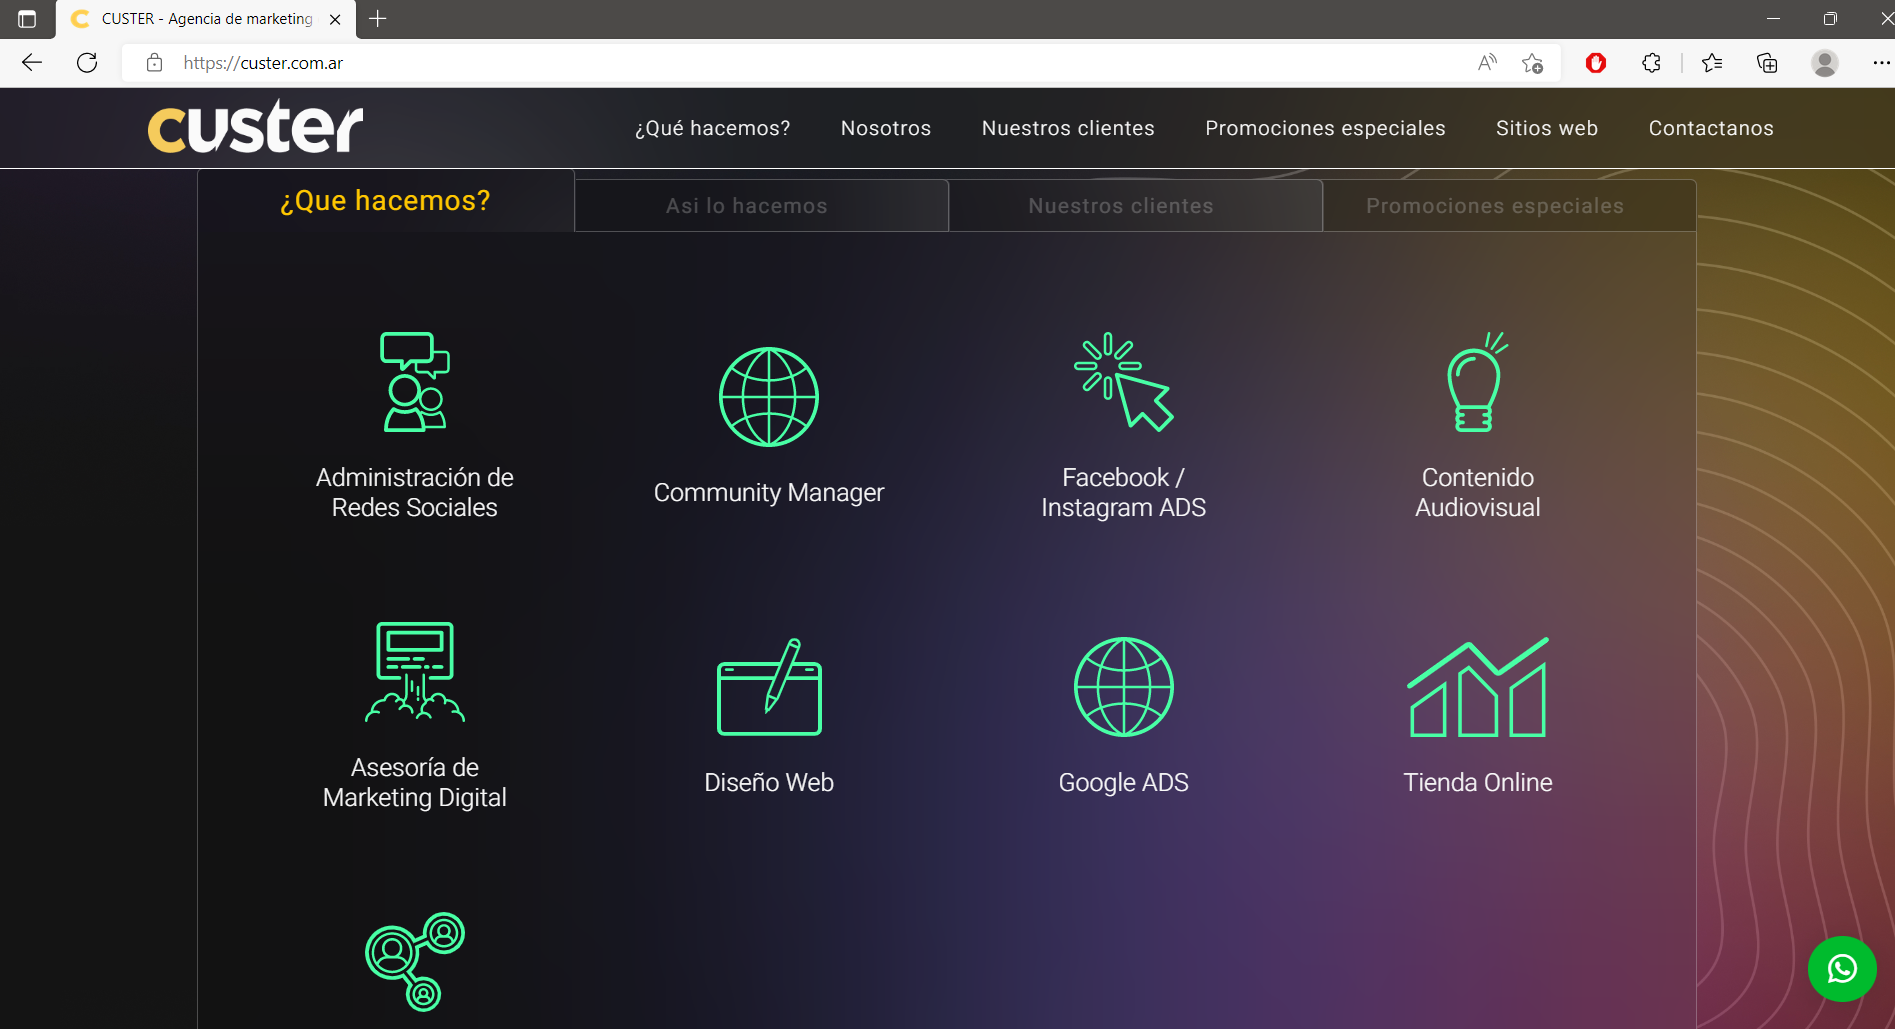 CUSTER - Agencia de marketing
https://custer.com.ar
custer
¿Qué hacemos?
Nosotros
Nuestros clientes
Promociones especiales
Sitios web
Contactanos
¿Que hacemos?
Asi lo hacemos
Nuestros clientes
Promociones especiales
Administración de
Redes Sociales
Community Manager
Facebook /
Instagram ADS
Contenido
Audiovisual
Asesoría de
Marketing Digital
Diseño Web
Google ADS
Tienda Online